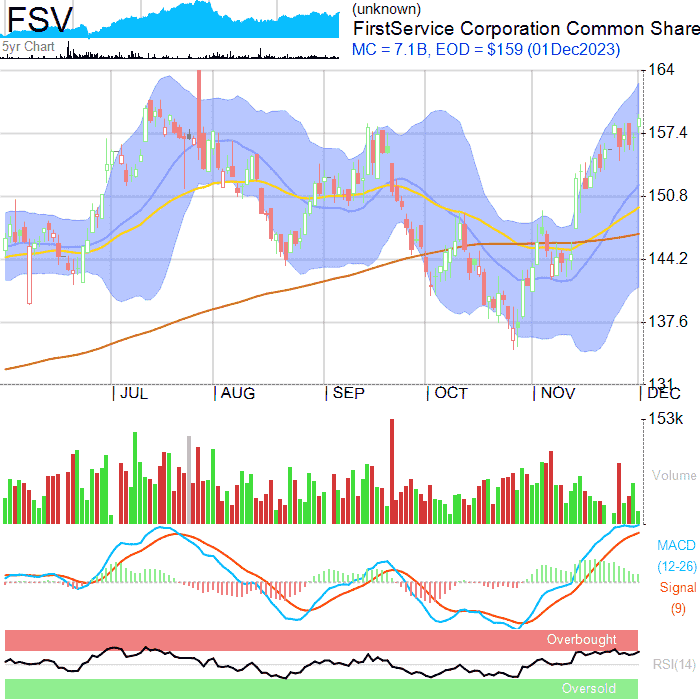 FSV
(unknown)
FirstService Corporation Common Share
5yr Chart
MC = 7.1B, EOD = $159 (01Dec2023)
164
157.4
150.8
144.2
137.6
131
JUL AUG SEP OCT NOV DEC
153k
Volume
MACD
(12-26)
Signal
(9)
Overbought
RSI(14)
Oversold